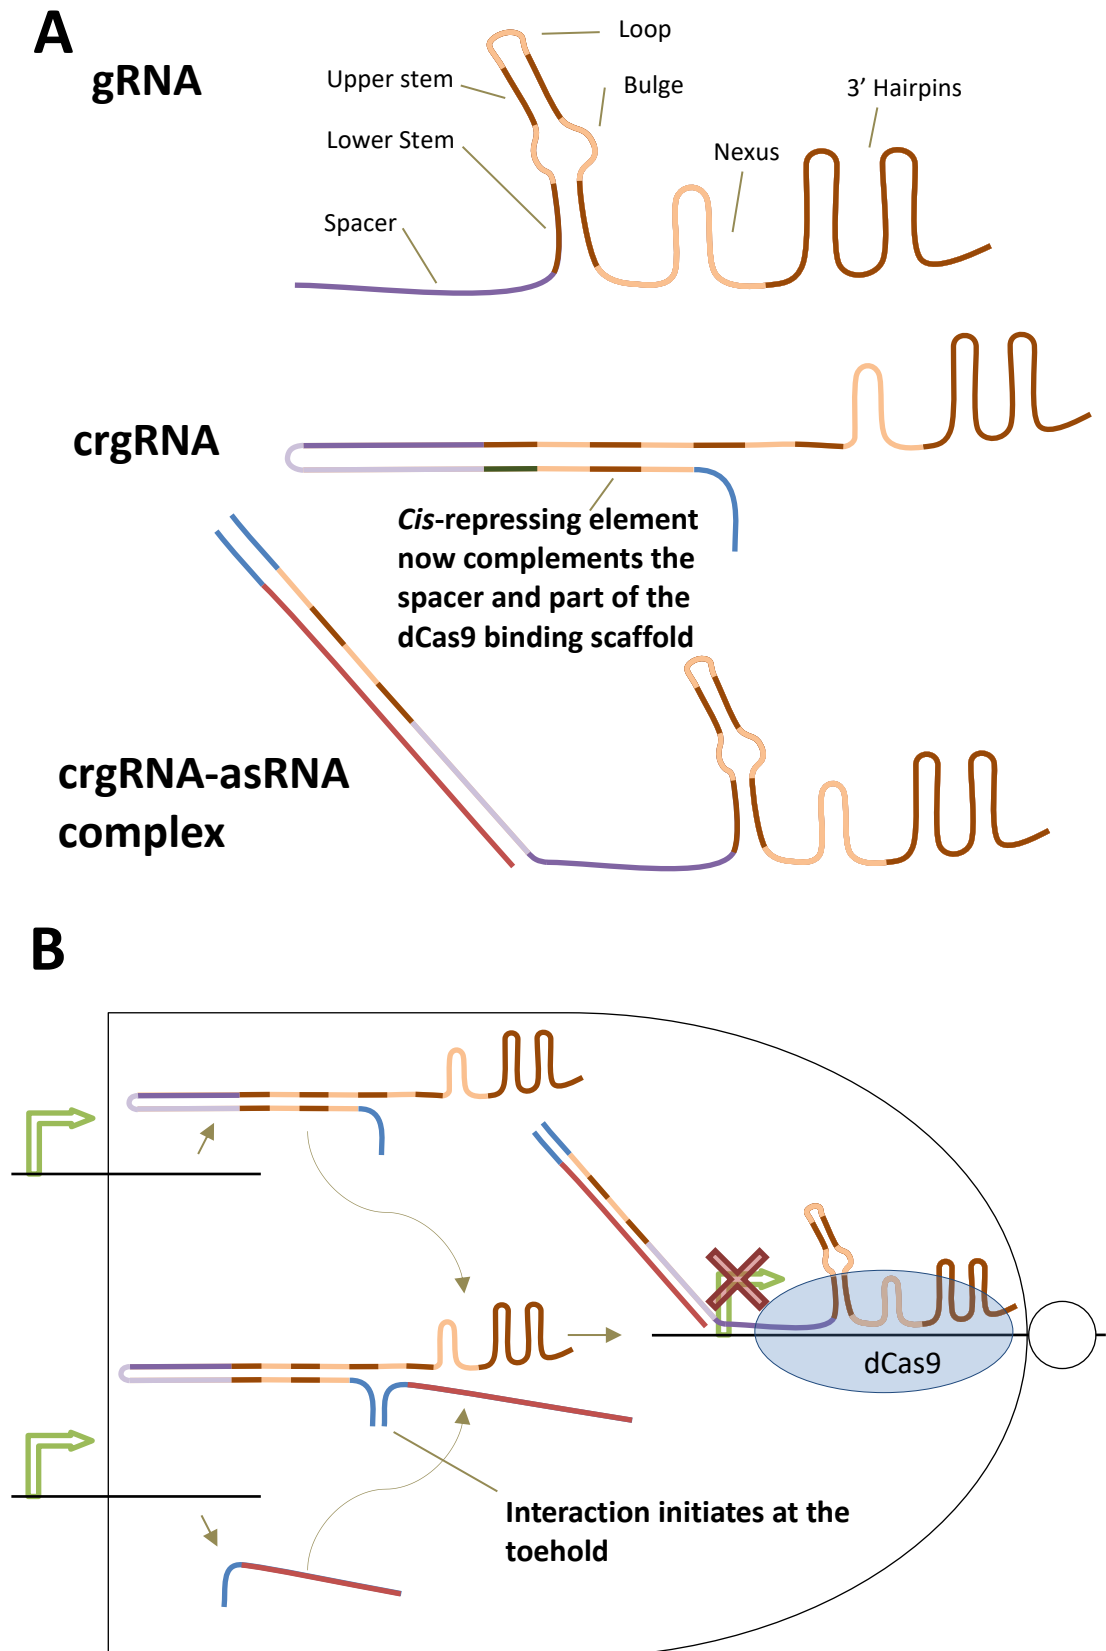 A
gRNA
Loop
Upper stem
Bulge
3’ Hairpins
Lower Stem
Nexus
Spacer
crgRNA
Cis-repressing element
now complements the
spacer and part of the
dCas9 binding scaffold
crgRNA-asRNA
complex
B
dCas9
Interaction initiates at the
toehold